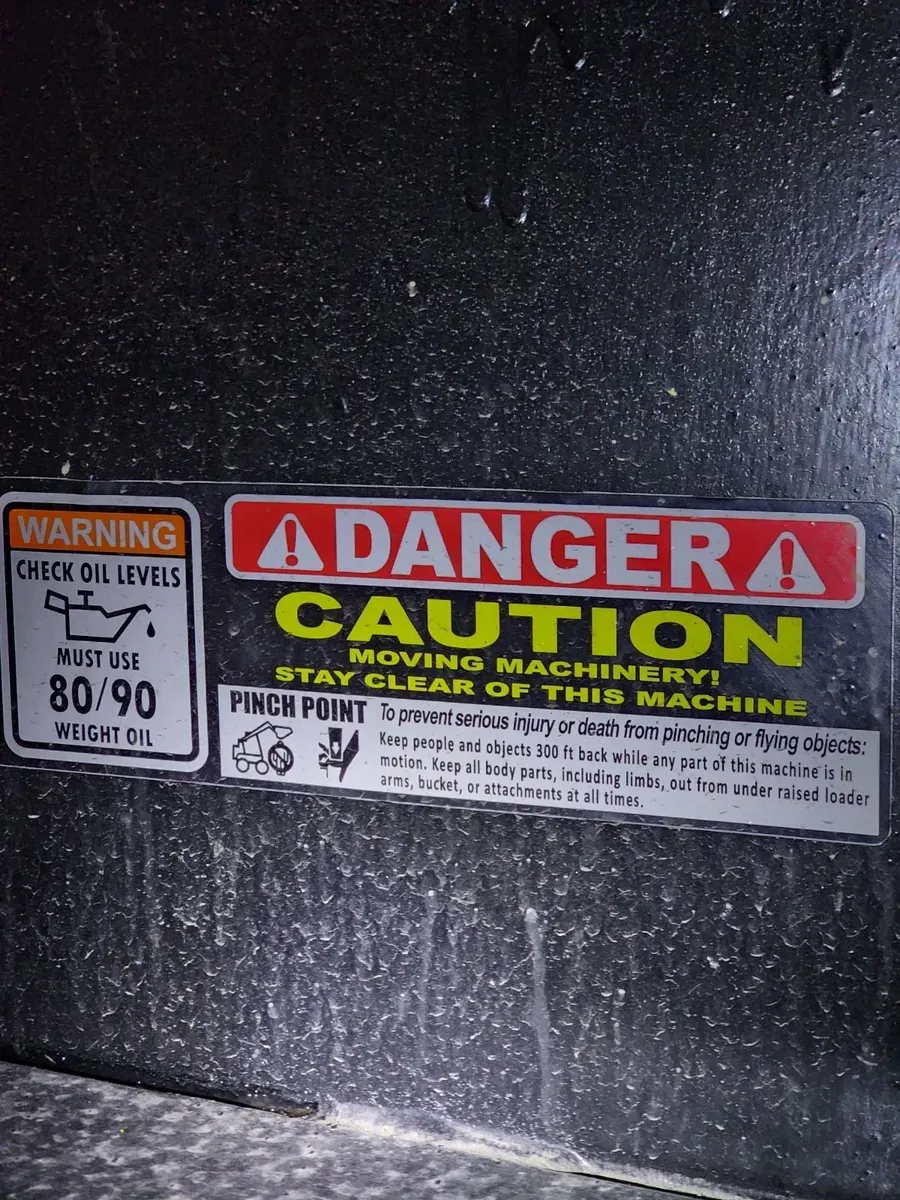 WARNING
CHECK OIL LEVELS
MUST USE
80/90
WEIGHT OIL
DANGER
CAUTION
MOVING MACHINERY!
STAY CLEAR OF THIS MACHINE
PINCH POINT
To prevent serious injury or death from pinching or flying objects:
Keep people and objects 300 ft back while any part of this machine is in
motion. Keep all body parts, including limbs, out from under raised loader
arms, bucket, or attachments at all times.